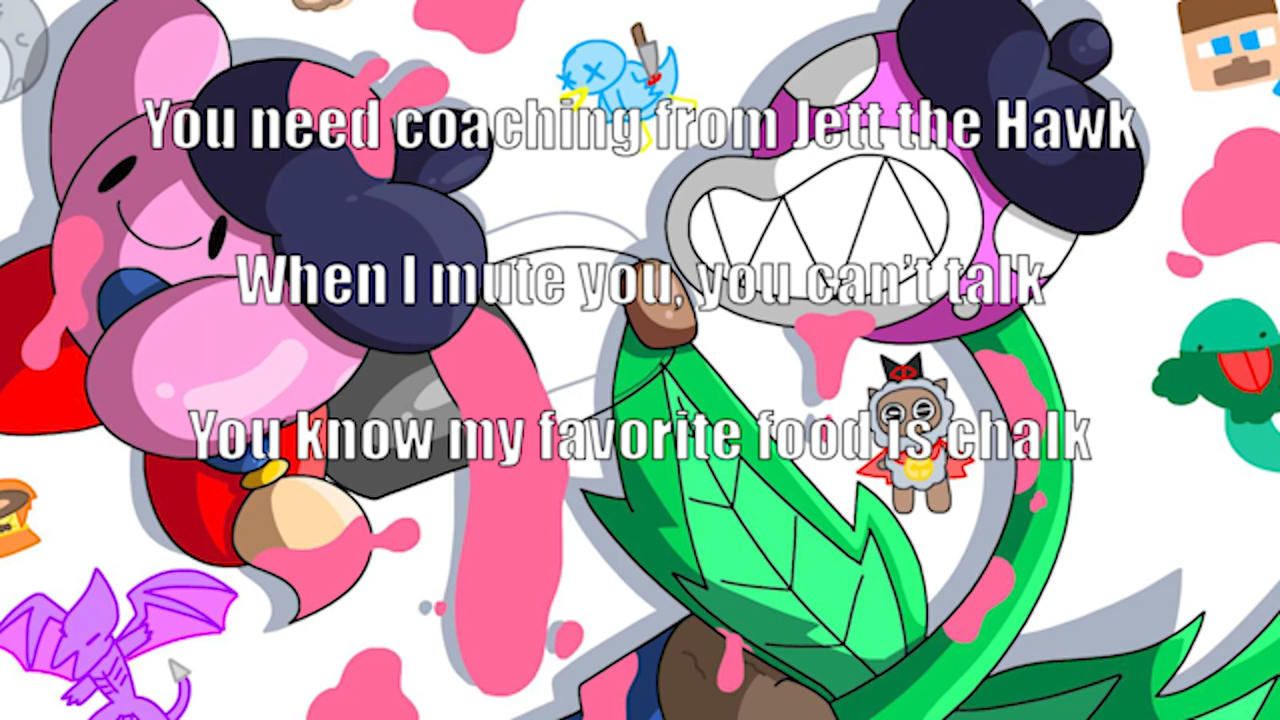 You need coaching from Jett the Hawk
When I mute you, you can't talk
You know my favorite food is chalk